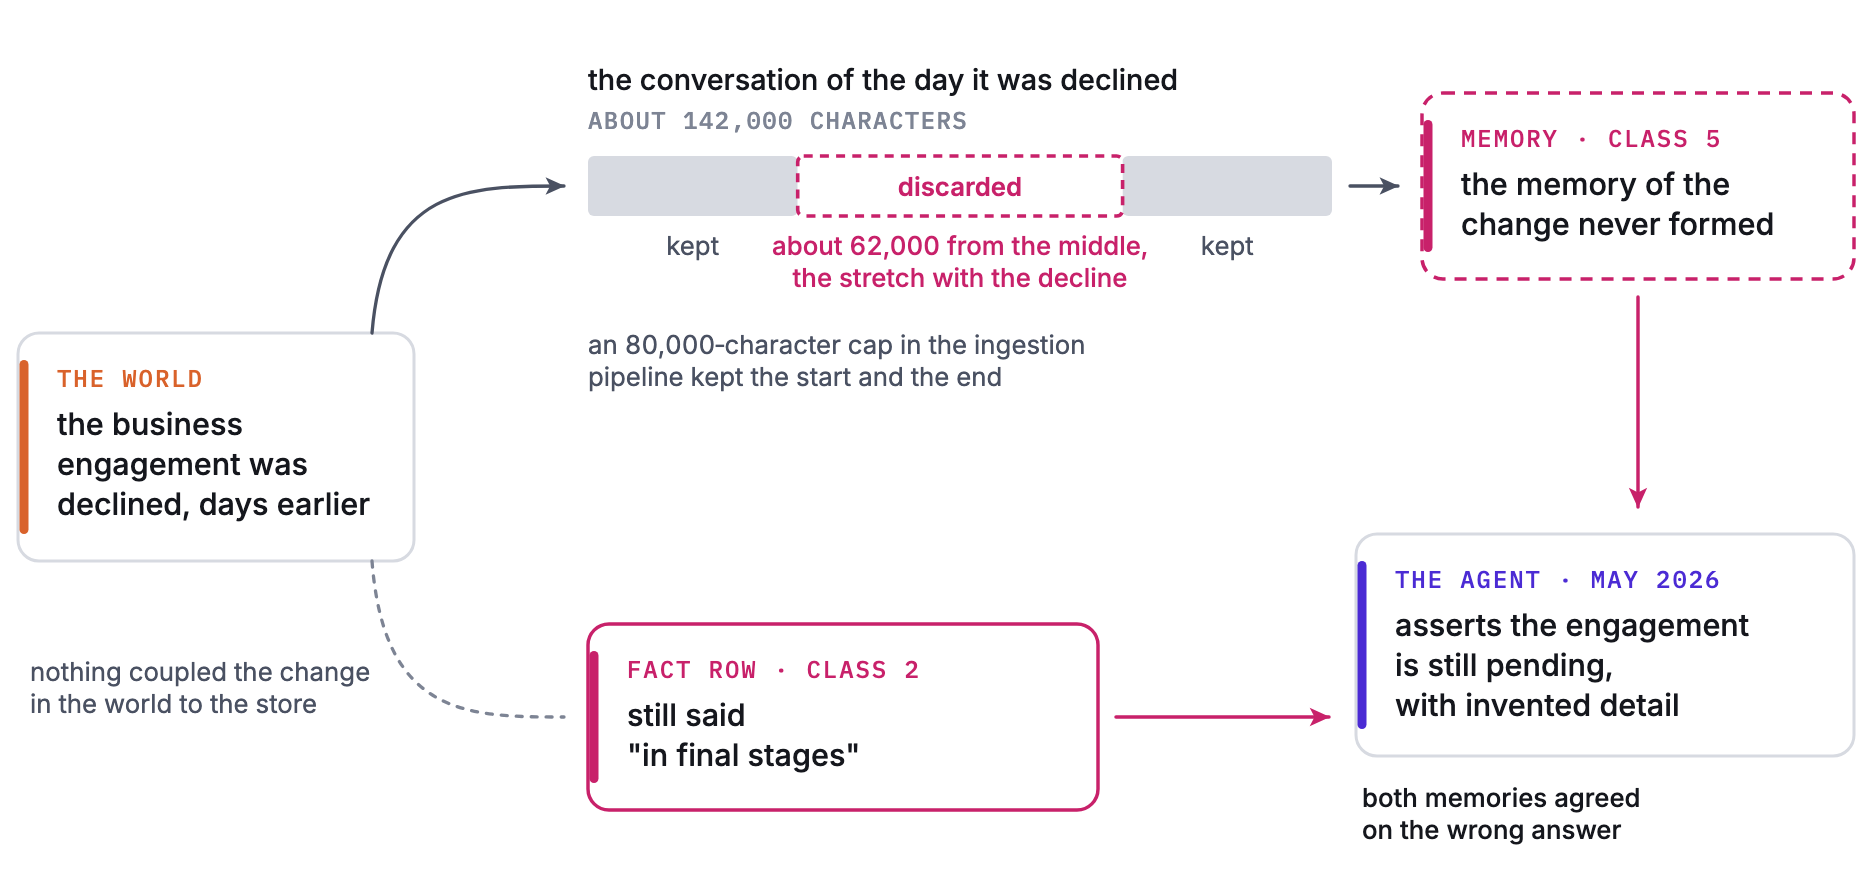 the conversation of the day it was declined
ABOUT 142,000 CHARACTERS
discarded
kept
about 62,000 from the middle,
the stretch with the decline
kept
an 80,000-character cap in the ingestion
pipeline kept the start and the end
MEMORY · CLASS 5
the memory of the
change never formed
THE WORLD
the business
engagement was
declined, days earlier
nothing coupled the change
in the world to the store
FACT ROW · CLASS 2
still said
"in final stages"
THE AGENT · MAY 2026
asserts the engagement
is still pending,
with invented detail
both memories agreed
on the wrong answer